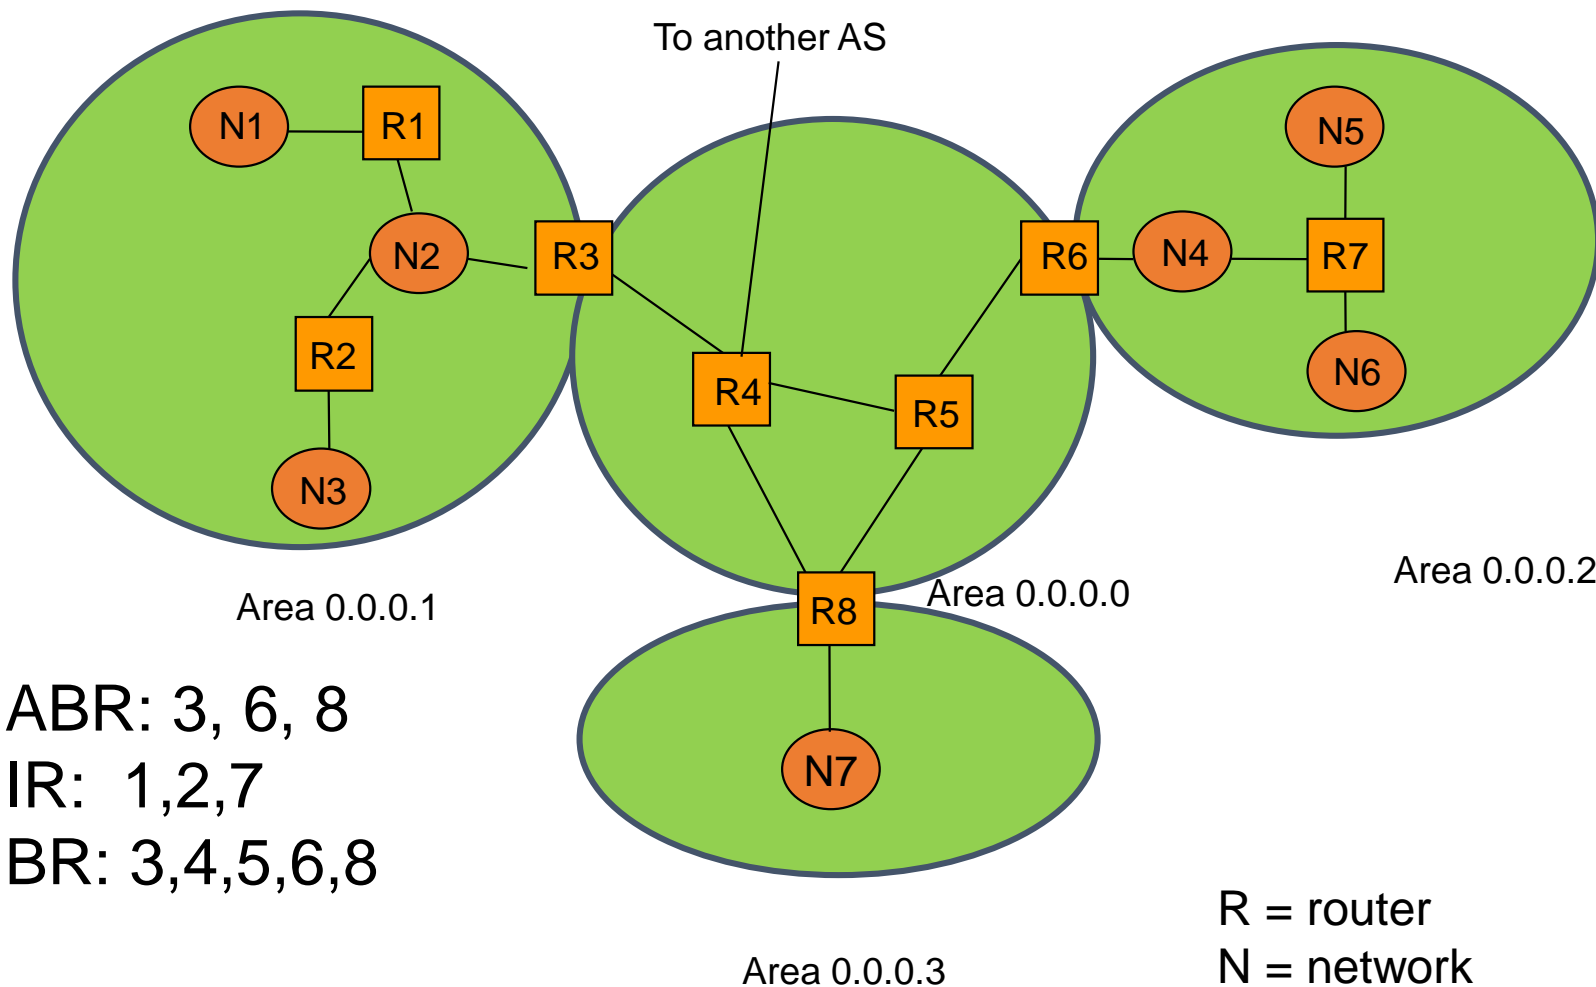 To another AS
N1
R1
N5
N2
R3
R6
N4
R7
R2
R4
R5
N6
N3
Area 0.0.0.1
R8
Area 0.0.0.0
Area 0.0.0.2
ABR: 3, 6, 8
IR: 1,2,7
BR: 3,4,5,6,8
N7
Area 0.0.0.3
R = router
N = network